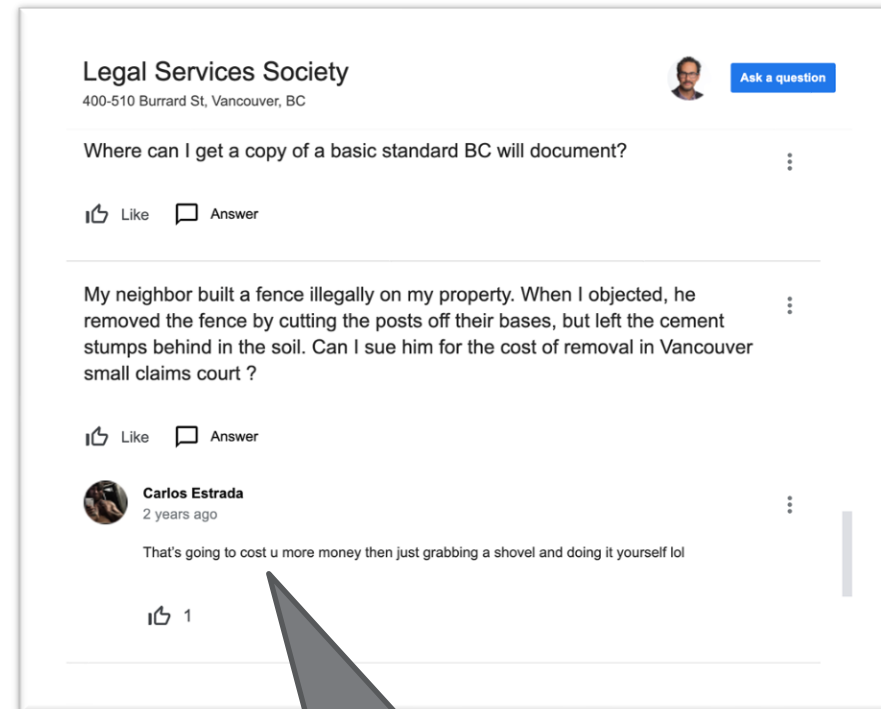 Legal Services Society
400-510 Burrard St, Vancouver, BC
Ask a question
Where can I get a copy of a basic standard BC will document?
Like Answer
My neighbor built a fence illegally on my property. When I objected, he
removed the fence by cutting the posts off their bases, but left the cement
stumps behind in the soil. Can I sue him for the cost of removal in Vancouver
small claims court ?
Like Answer
Carlos Estrada
2 years ago
That's going to cost u more money then just grabbing a shovel and doing it yourself lol
1